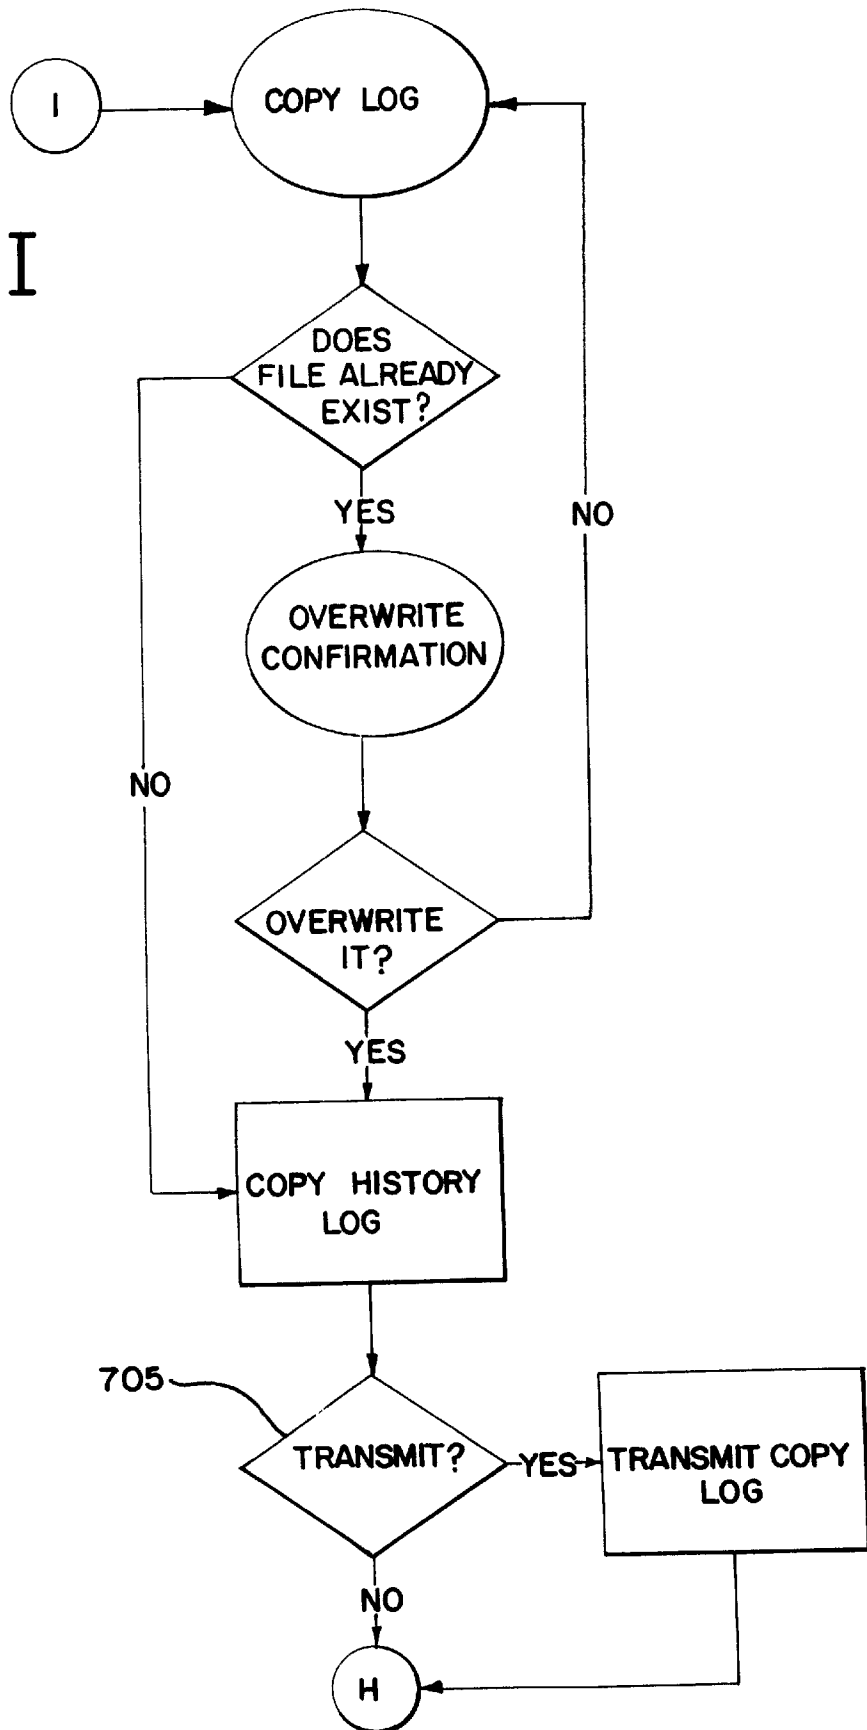 I
COPY LOG
I
DOES
FILE ALREADY
EXIST?
YES
NO
OVERWRITE
CONFIRMATION
NO
OVERWRITE
IT?
YES
COPY HISTORY
LOG
705
TRANSMIT?
YES
TRANSMIT COPY
LOG
NO
H